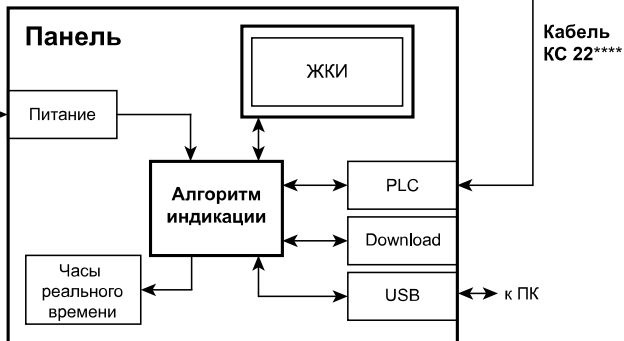 Панель
Кабель
КС 22****
ЖКИ
Питание
Алгоритм
индикации
PLC
Download
Часы
реального
времени
USB
к ПК